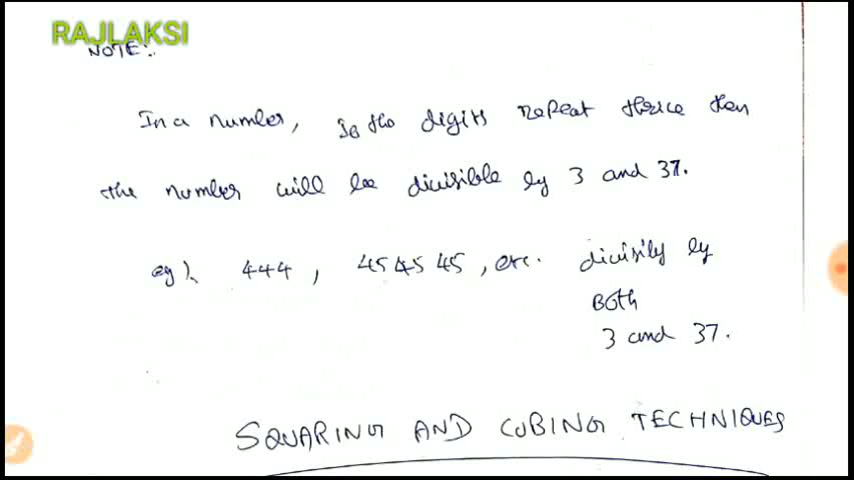 RAJLAKSI
NOTE:.
In a number, If the digits repeat thrice then
the number will be divisible by 3 and 37.
eg). 444, 454545, etc. divisibly by
BOTH
3 and 37.
SQUARING AND CUBING TECHNIQUES